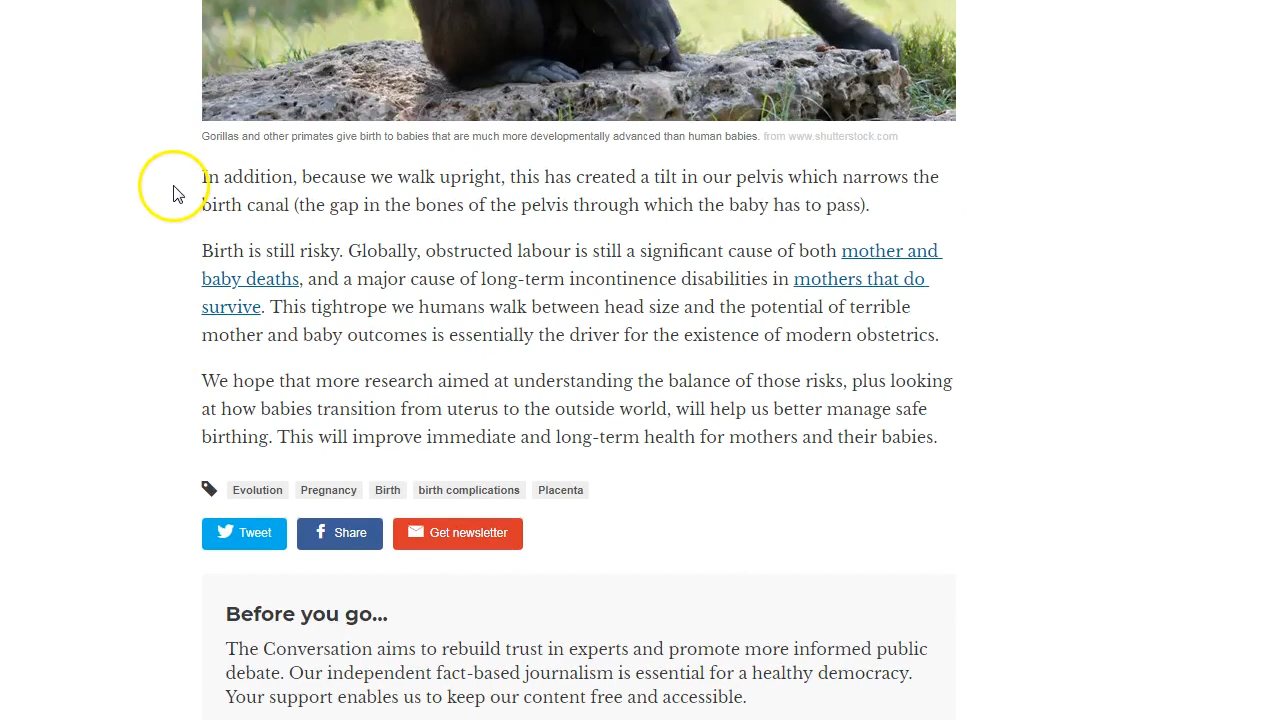 Gorillas and other primates give birth to babies that are much more developmentally advanced than human babies. from www.shutterstock.com
In addition, because we walk upright, this has created a tilt in our pelvis which narrows the
birth canal (the gap in the bones of the pelvis through which the baby has to pass).
Birth is still risky. Globally, obstructed labour is still a significant cause of both mother and
baby deaths, and a major cause of long-term incontinence disabilities in mothers that do
survive. This tightrope we humans walk between head size and the potential of terrible
mother and baby outcomes is essentially the driver for the existence of modern obstetrics.
We hope that more research aimed at understanding the balance of those risks, plus looking
at how babies transition from uterus to the outside world, will help us better manage safe
birthing. This will improve immediate and long-term health for mothers and their babies.
Evolution Pregnancy Birth birth complications Placenta
Tweet Share Get newsletter
Before you go...
The Conversation aims to rebuild trust in experts and promote more informed public
debate. Our independent fact-based journalism is essential for a healthy democracy.
Your support enables us to keep our content free and accessible.